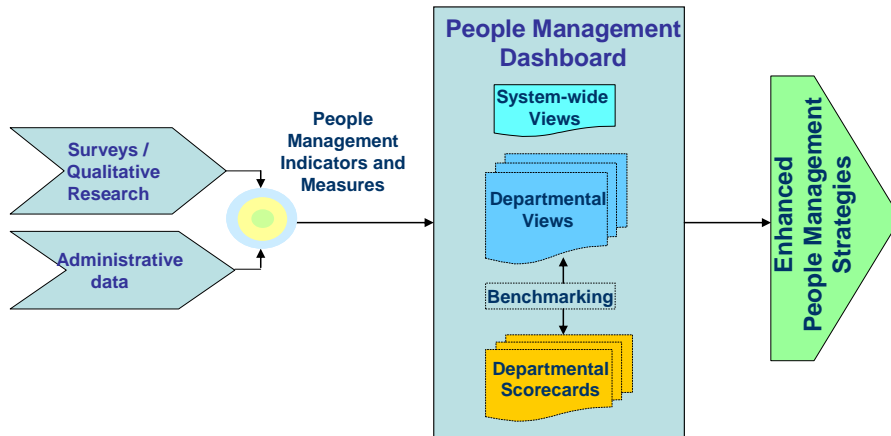 Surveys /
Qualitative
Research
Administrative
data
People
Management
Indicators and
Measures
People Management
Dashboard
System-wide
Views
Departmental
Views
Benchmarking
Departmental
Scorecards
Enhanced
People Management
Strategies